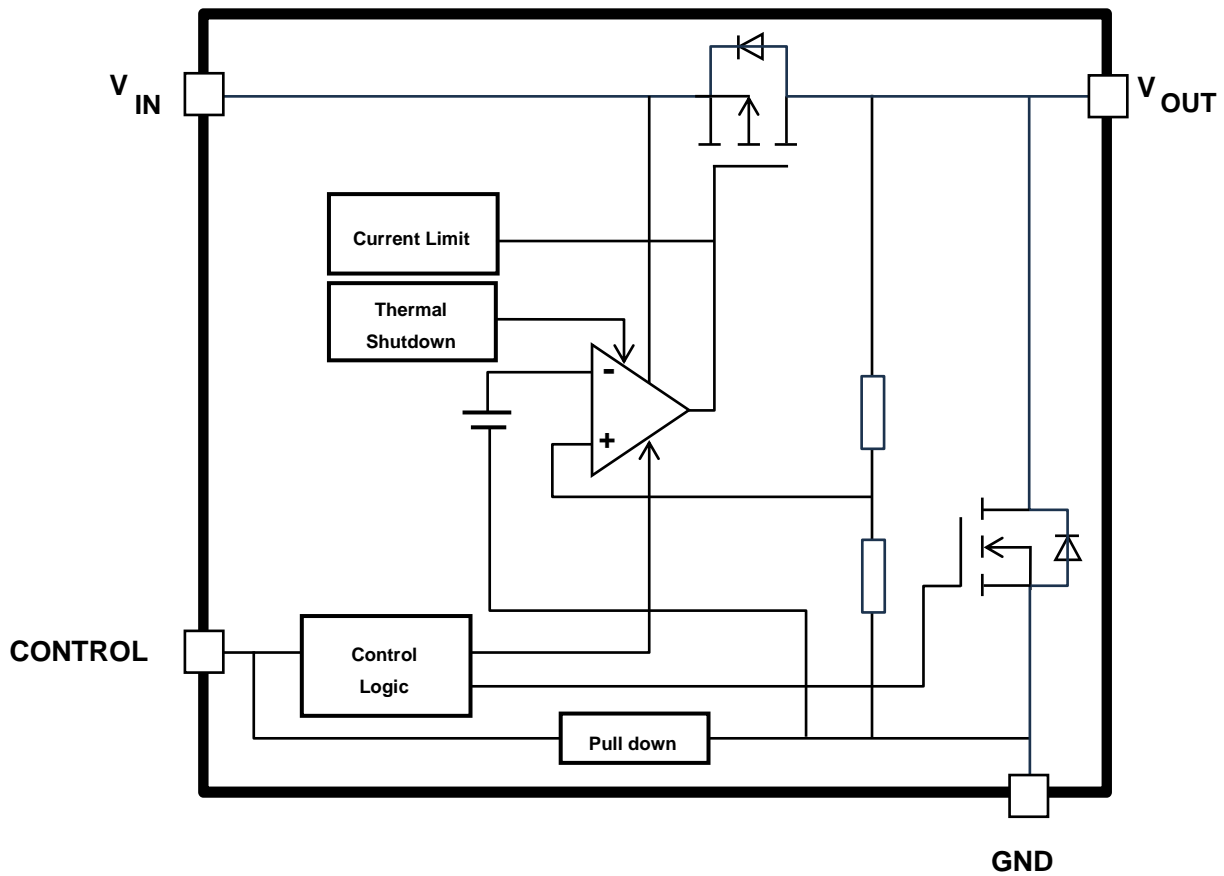 V IN
V OUT
Current Limit
Thermal
Shutdown
-
+
CONTROL
Control
Logic
Pull down
GND